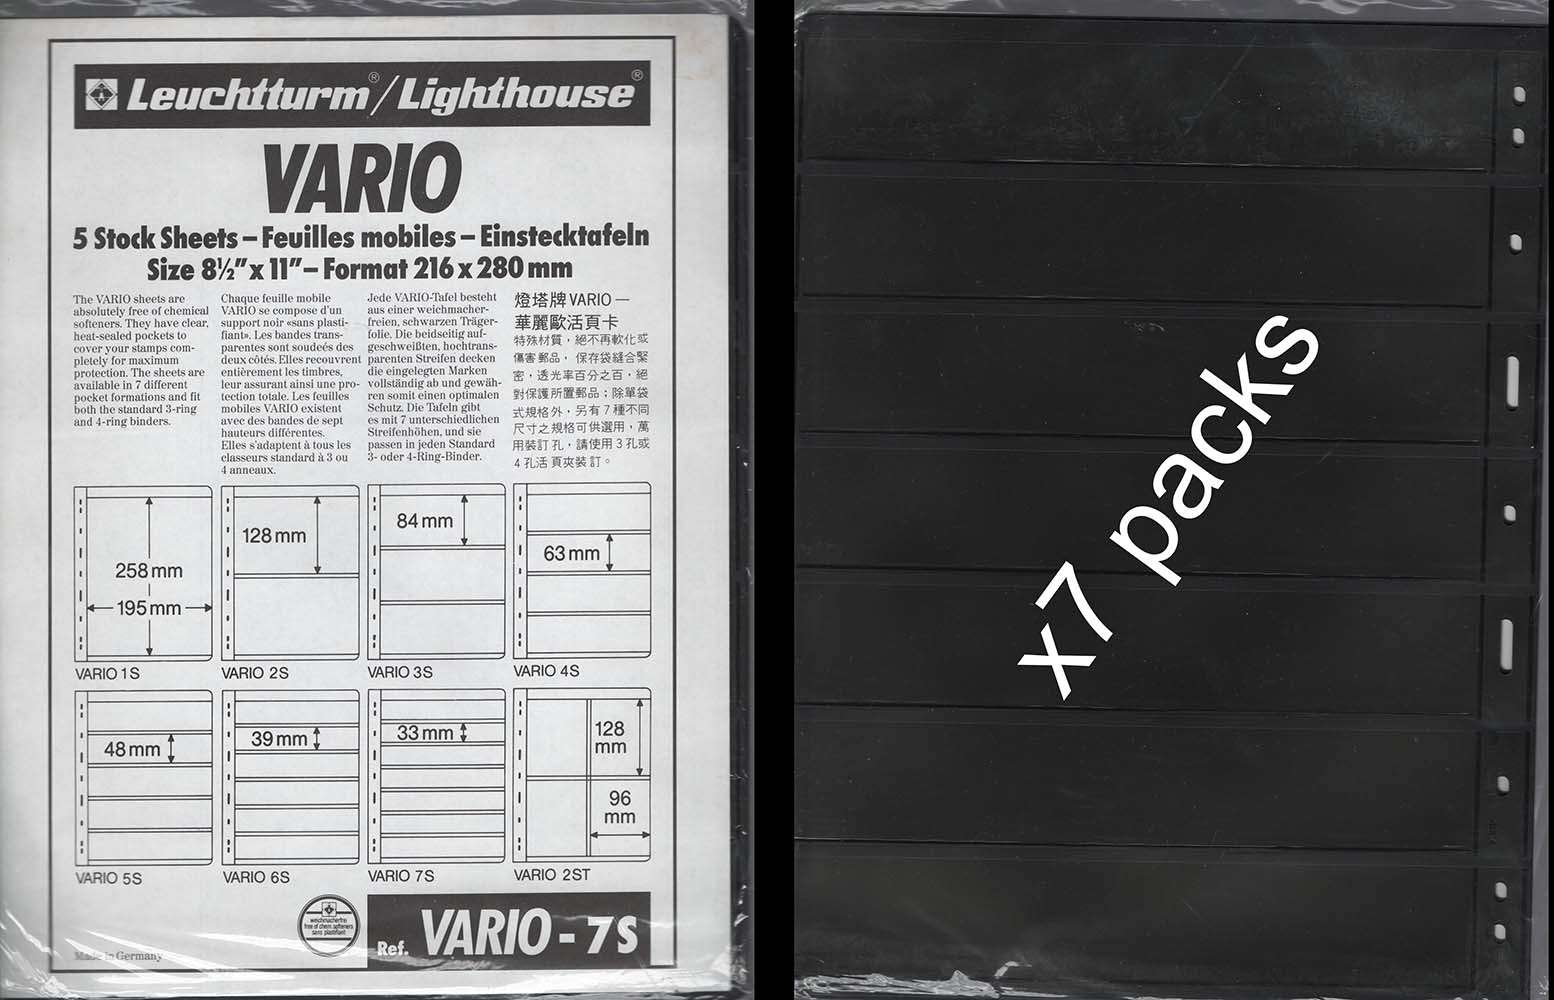 Leuchtturm®/Lighthouse®
VARIO
5 Stock Sheets – Feuilles mobiles – Einstecktafeln
Size 8½” x 11” – Format 216 x 280 mm
The VARIO sheets are
absolutely free of chemical
softeners. They have clear,
heat-sealed pockets to
cover your stamps com-
pletely for maximum
protection. The sheets are
available in 7 different
pocket formations and fit
both the standard 3-ring
and 4-ring binders.
Chaque feuille mobile
VARIO se compose d’un
support noir «sans plasti-
fiant». Les bandes trans-
parentes sont soudeés des
deux côtés. Elles recouvrent
entièrement les timbres,
leur assurant ainsi une pro-
tection totale. Les feuilles
mobiles VARIO existent
avec des bandes de sept
hauteurs différentes.
Elles s’adaptent à tous les
classeurs standard à 3 ou
4 anneaux.
Jede VARIO-Tafel besteht
aus einer weichmacher-
freien, schwarzen Träger-
folie. Die beidseitig auf-
geschweißten, hochtrans-
parenten Streifen decken
die eingelegten Marken
vollständig ab und gewäh-
ren somit einen optimalen
Schutz. Die Tafeln gibt
es mit 7 unterschiedlichen
Streifenhöhen, und sie
passen in jeden Standard
3- oder 4-Ring-Binder.
燈塔牌 VARIO —
華麗歐活頁卡
特殊材質，絕不再軟化或
傷害郵品，保存袋縫合緊
密，透光率百分之百，絕
對保護所置郵品；除單袋
式規格外，另有 7 種不同
尺寸之規格可供選用，萬
用裝訂孔，請使用 3 孔或
4 孔活頁夾裝訂。
258 mm
195 mm
VARIO 1S
128 mm
VARIO 2S
84 mm
VARIO 3S
63 mm
VARIO 4S
48 mm
VARIO 5S
39 mm
VARIO 6S
33 mm
VARIO 7S
128
mm
96
mm
VARIO 2ST
weichmacherfrei
free of chem. softeners
sans plastifiant
Made in Germany
Ref. VARIO - 7S
x7 packs